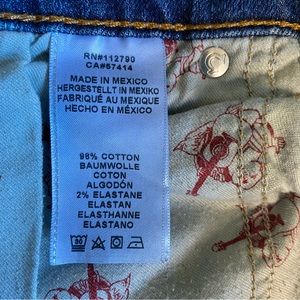 RN#112790
CA#57414
MADE IN MEXICO
HERGESTELLT IN MEXIKO
FABRIQUÉ AU MEXIQUE
HECHO EN MÉXICO
98% COTTON
BAUMWOLLE
COTON
ALGODÓN
2% ELASTANE
ELASTAN
ELASTHANNE
ELASTANO